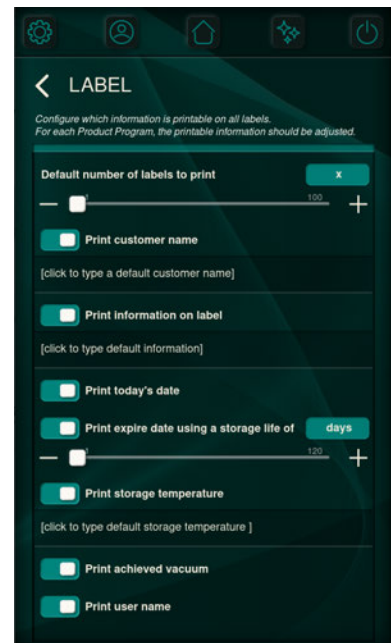 LABEL
Configure which information is printable on all labels.
For each Product Program, the printable information should be adjusted.
Default number of labels to print x
1 100
Print customer name
[click to type a default customer name]
Print information on label
[click to type default information]
Print today's date
Print expire date using a storage life of days
1 120
Print storage temperature
[click to type default storage temperature ]
Print achieved vacuum
Print user name